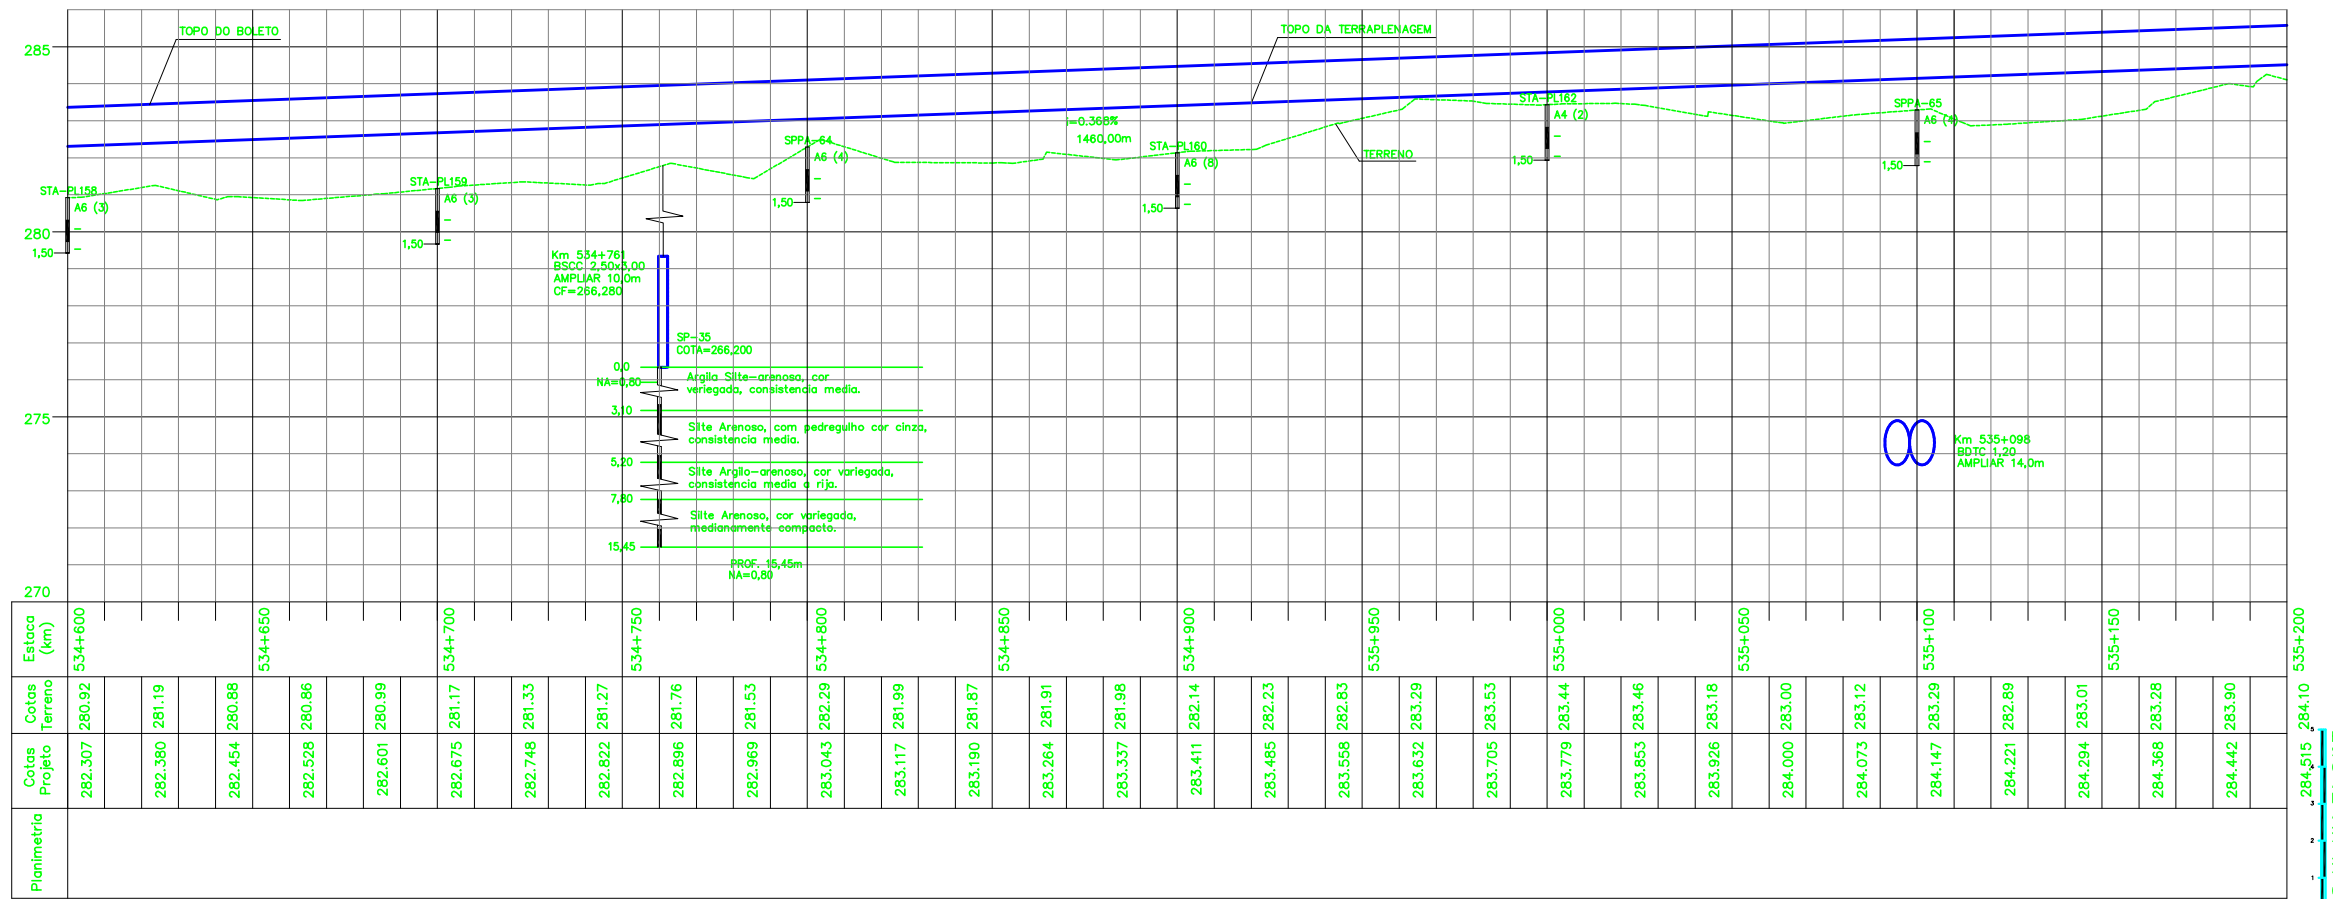 TOPO DO BOLETO
TOPO DA TERRAPLENAGEM
285
280
275
270
STA-PL158
A6 (3)
1,50
STA-PL159
A6 (3)
1,50
SPPA-64
A6 (4)
1,50
i=0.368%
1460,00m
STA-PL160
A6 (8)
1,50
TERRENO
STA-PL162
A4 (2)
1,50
SPPA-65
A6 (4)
1,50
Km 534+761
BSCC 2,50x3,00
AMPLIAR 10,0m
CF=266,280
SP-35
COTA=266,200
0,0
NA=0,80
Argila Silte-arenosa, cor
veriegada, consistencia media.
3,10
Silte Arenoso, com pedregulho cor cinza,
consistencia media.
5,20
Silte Argilo-arenoso, cor variegada,
consistencia media a rija.
7,80
Silte Arenoso, cor variegada,
medianamente compacto.
15,45
PROF. 15,45m
NA=0,80
Km 535+098
BDTC 1,20
AMPLIAR 14,0m
Estaca
(km)
534+600 534+650 534+700 534+750 534+800 534+850 534+900 535+950 535+000 535+050 535+100 535+150 535+200
Cotas
Terreno
280.92 281.19 280.88 280.86 280.99 281.17 281.33 281.27 281.76 281.53 282.29 281.99 281.87 281.91 281.98 282.14 282.23 282.83 283.29 283.53 283.44 283.46 283.18 283.00 283.12 283.29 282.89 283.01 283.28 283.90 284.10
Cotas
Projeto
282.307 282.380 282.454 282.528 282.601 282.675 282.748 282.822 282.896 282.969 283.043 283.117 283.190 283.264 283.337 283.411 283.485 283.558 283.632 283.705 283.779 283.853 283.926 284.000 284.073 284.147 284.221 284.294 284.368 284.442 284.515
Planimetria
5
4
3
2
1